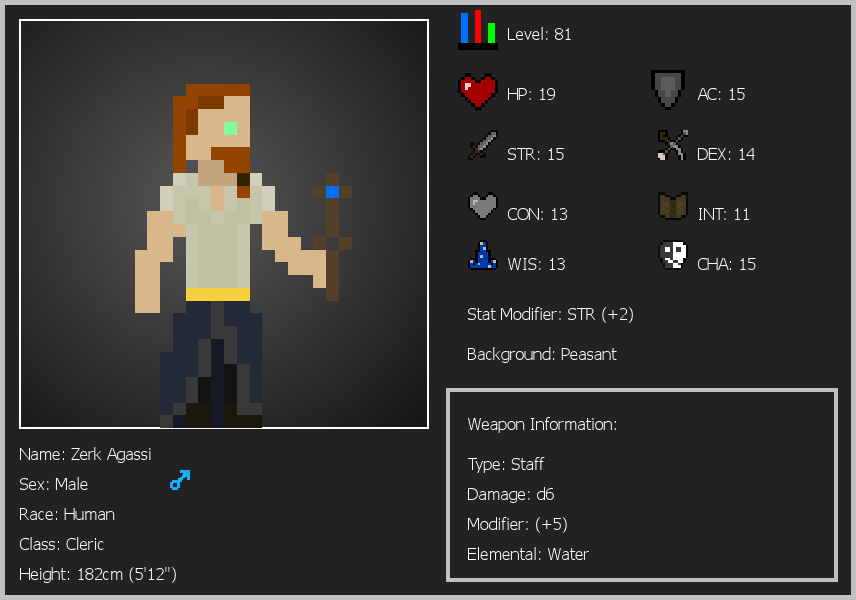 Level: 81
HP: 19
AC: 15
STR: 15
DEX: 14
CON: 13
INT: 11
WIS: 13
CHA: 15
Stat Modifier: STR (+2)
Background: Peasant
Weapon Information:
Type: Staff
Damage: d6
Modifier: (+5)
Elemental: Water
Name: Zerk Agassi
Sex: Male
Race: Human
Class: Cleric
Height: 182cm (5'12")